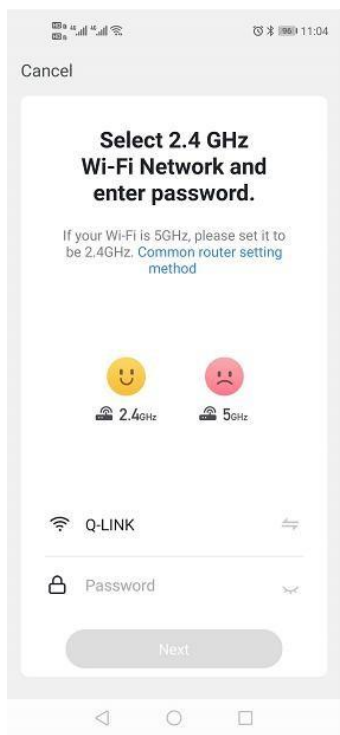 11:04
Cancel
Select 2.4 GHz
Wi-Fi Network and
enter password.
If your Wi-Fi is 5GHz, please set it to
be 2.4GHz. Common router setting
method
2.4GHz 5GHz
Q-LINK
Password
Next